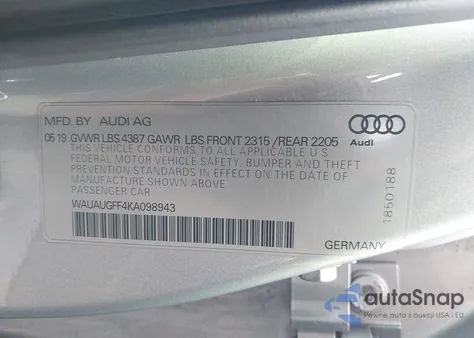 MFD. BY AUDI AG
06 19 GVWR LBS 4387 GAWR LBS FRONT 2315 /REAR 2205
THIS VEHICLE CONFORMS TO ALL APPLICABLE U S
FEDERAL MOTOR VEHICLE SAFETY, BUMPER AND THEFT
PREVENTION STANDARDS IN EFFECT ON THE DATE
OF MANUFACTURE SHOWN ABOVE
PASSENGER CAR
WAUAUGFF4KA098943
Audi
1850188
GERMANY
autoSnap
Pewne auto z aukcji USA i EU